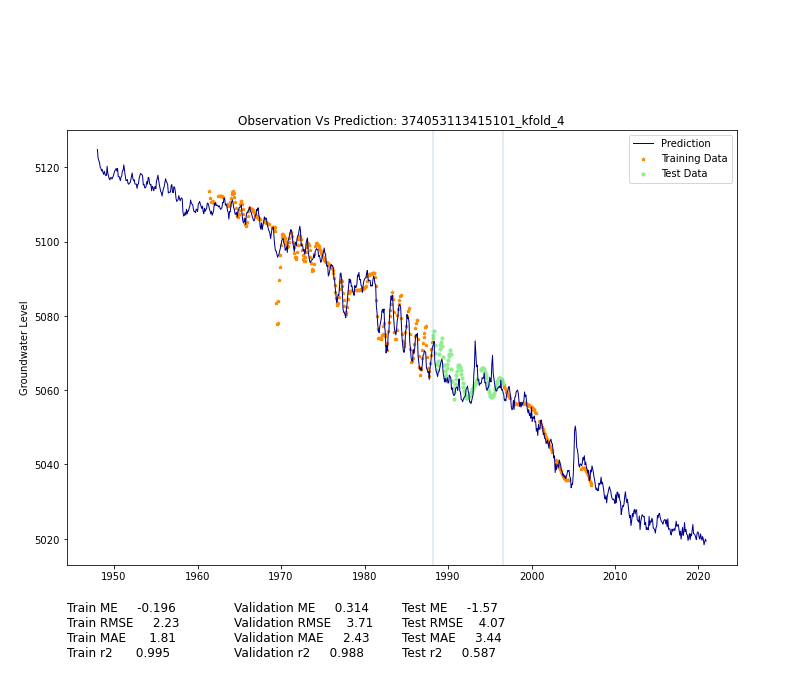 Observation Vs Prediction: 374053113415101_kfold_4
Prediction
Training Data
Test Data
Groundwater Level
5120
5100
5080
5060
5040
5020
1950 1960 1970 1980 1990 2000 2010 2020
Train ME -0.196 Validation ME 0.314 Test ME -1.57
Train RMSE 2.23 Validation RMSE 3.71 Test RMSE 4.07
Train MAE 1.81 Validation MAE 2.43 Test MAE 3.44
Train r2 0.995 Validation r2 0.988 Test r2 0.587